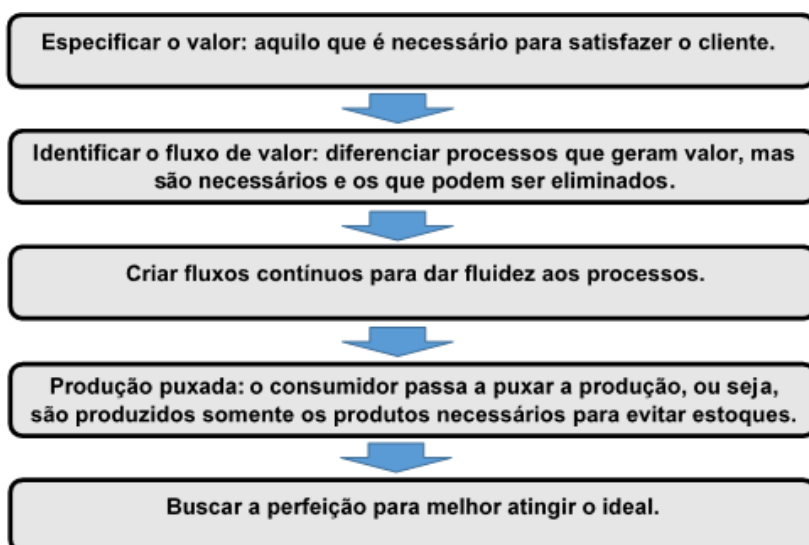 Especificar o valor: aquilo que é necessário para satisfazer o cliente.
Identificar o fluxo de valor: diferenciar processos que geram valor, mas
são necessários e os que podem ser eliminados.
Criar fluxos contínuos para dar fluidez aos processos.
Produção puxada: o consumidor passa a puxar a produção, ou seja,
são produzidos somente os produtos necessários para evitar estoques.
Buscar a perfeição para melhor atingir o ideal.